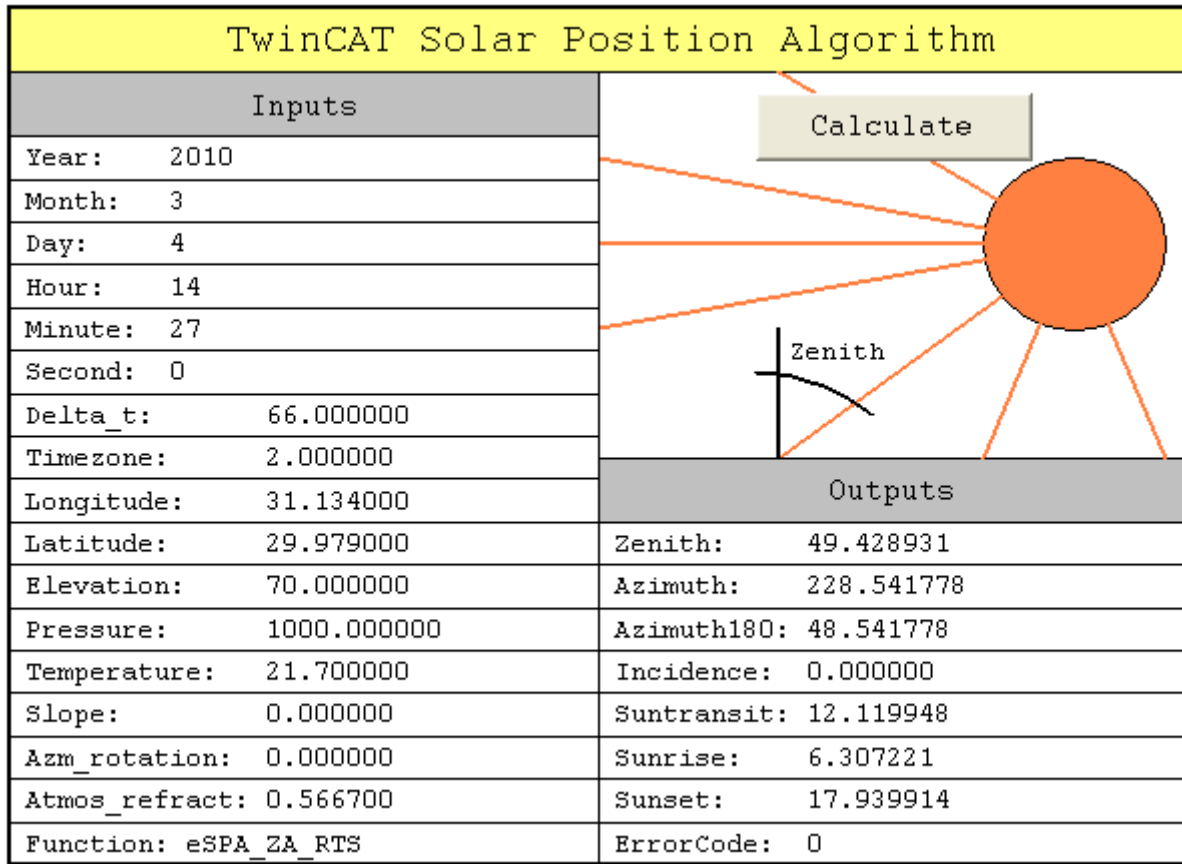 TwinCAT Solar Position Algorithm
Inputs
Year: 2010
Month: 3
Day: 4
Hour: 14
Minute: 27
Second: 0
Delta_t: 66.000000
Timezone: 2.000000
Longitude: 31.134000
Latitude: 29.979000
Elevation: 70.000000
Pressure: 1000.000000
Temperature: 21.700000
Slope: 0.000000
Azm_rotation: 0.000000
Atmos_refract: 0.566700
Function: eSPA_ZA_RTS
Calculate
Zenith
Outputs
Zenith: 49.428931
Azimuth: 228.541778
Azimuth180: 48.541778
Incidence: 0.000000
Suntransit: 12.119948
Sunrise: 6.307221
Sunset: 17.939914
ErrorCode: 0